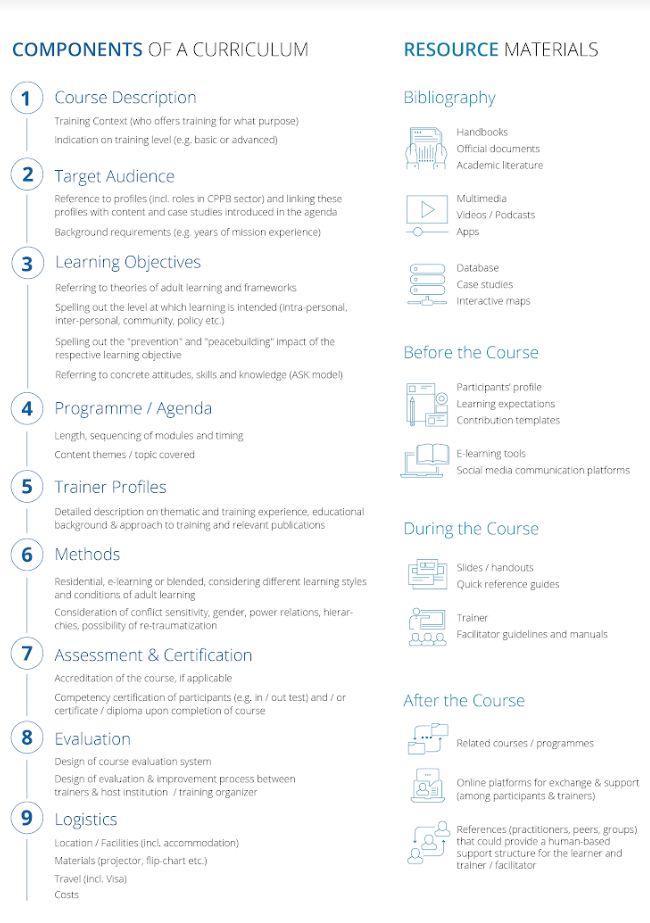 COMPONENTS OF A CURRICULUM
1
Course Description
Training Context (who offers training for what purpose)
Indication on training level (e.g. basic or advanced)
2
Target Audience
Reference to profiles (incl. roles in CPPB sector) and linking these
profiles with content and case studies introduced in the agenda
Background requirements (e.g. years of mission experience)
3
Learning Objectives
Referring to theories of adult learning and frameworks
Spelling out the level at which learning is intended (intra-personal,
inter-personal, community, policy etc.)
Spelling out the "prevention" and "peacebuilding" impact of the
respective learning objective
Referring to concrete attitudes, skills and knowledge (ASK model)
4
Programme / Agenda
Length, sequencing of modules and timing
Content themes / topic covered
5
Trainer Profiles
Detailed description on thematic and training experience, educational
background & approach to training and relevant publications
6
Methods
Residential, e-learning or blended, considering different learning styles
and conditions of adult learning
Consideration of conflict sensitivity, gender, power relations, hierar-
chies, possibility of re-traumatization
7
Assessment & Certification
Accreditation of the course, if applicable
Competency certification of participants (e.g. in / out test) and / or
certificate / diploma upon completion of course
8
Evaluation
Design of course evaluation system
Design of evaluation & improvement process between
trainers & host institution / training organizer
9
Logistics
Location / Facilities (incl. accommodation)
Materials (projector, flip-chart etc.)
Travel (incl. Visa)
Costs
RESOURCE MATERIALS
Bibliography
Handbooks
Official documents
Academic literature
Multimedia
Videos / Podcasts
Apps
Database
Case studies
Interactive maps
Before the Course
Participants' profile
Learning expectations
Contribution templates
E-learning tools
Social media communication platforms
During the Course
Slides / handouts
Quick reference guides
Trainer
Facilitator guidelines and manuals
After the Course
Related courses / programmes
Online platforms for exchange & support
(among participants & trainers)
References (practitioners, peers, groups)
that could provide a human-based
support structure for the learner and
trainer / facilitator